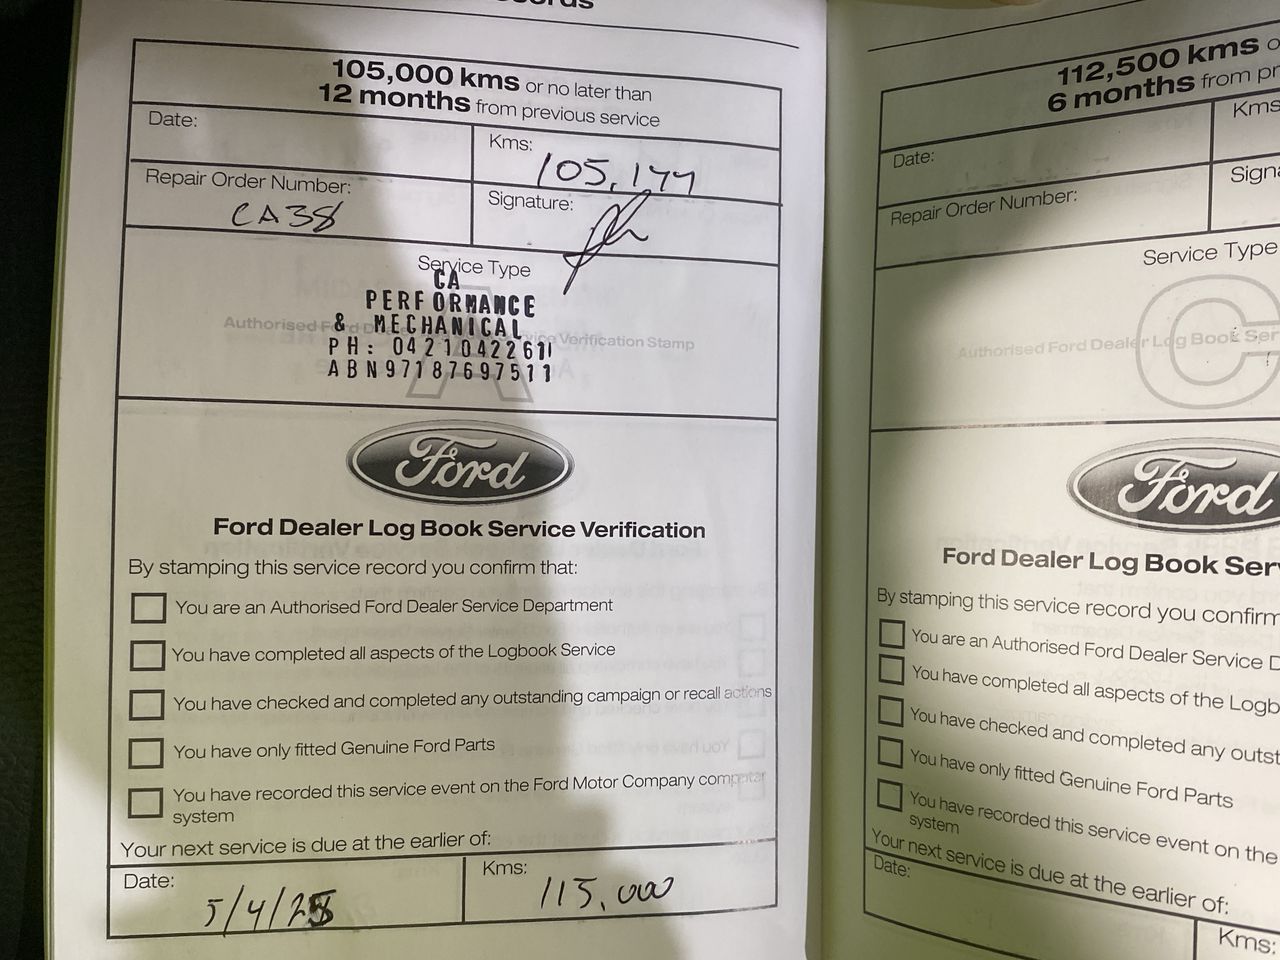 105,000 kms or no later than
12 months from previous service
Date:
Kms:
105,177
Repair Order Number:
CA38
Signature:
Service Type
CA
PERFORMANCE
& MECHANICAL
PH: 0421042261
ABN97187697511
A
Ford
Ford Dealer Log Book Service Verification
By stamping this service record you confirm that:
You are an Authorised Ford Dealer Service Department
You have completed all aspects of the Logbook Service
You have checked and completed any outstanding campaign or recall actions
You have only fitted Genuine Ford Parts
You have recorded this service event on the Ford Motor Company computer
system
Your next service is due at the earlier of:
Date:
5/4/25
Kms:
115,000
112,500 kms o
6 months from pr
Kms
Date:
Repair Order Number:
Signa
Service Type
C
Authorised Ford Dealer Log Book Ser
Ford
Ford Dealer Log Book Ser
By stamping this service record you confirm
You are an Authorised Ford Dealer Service D
You have completed all aspects of the Logb
You have checked and completed any outst
You have only fitted Genuine Ford Parts
You have recorded this service event on the
system
Your next service is due at the earlier of:
Date:
Kms: